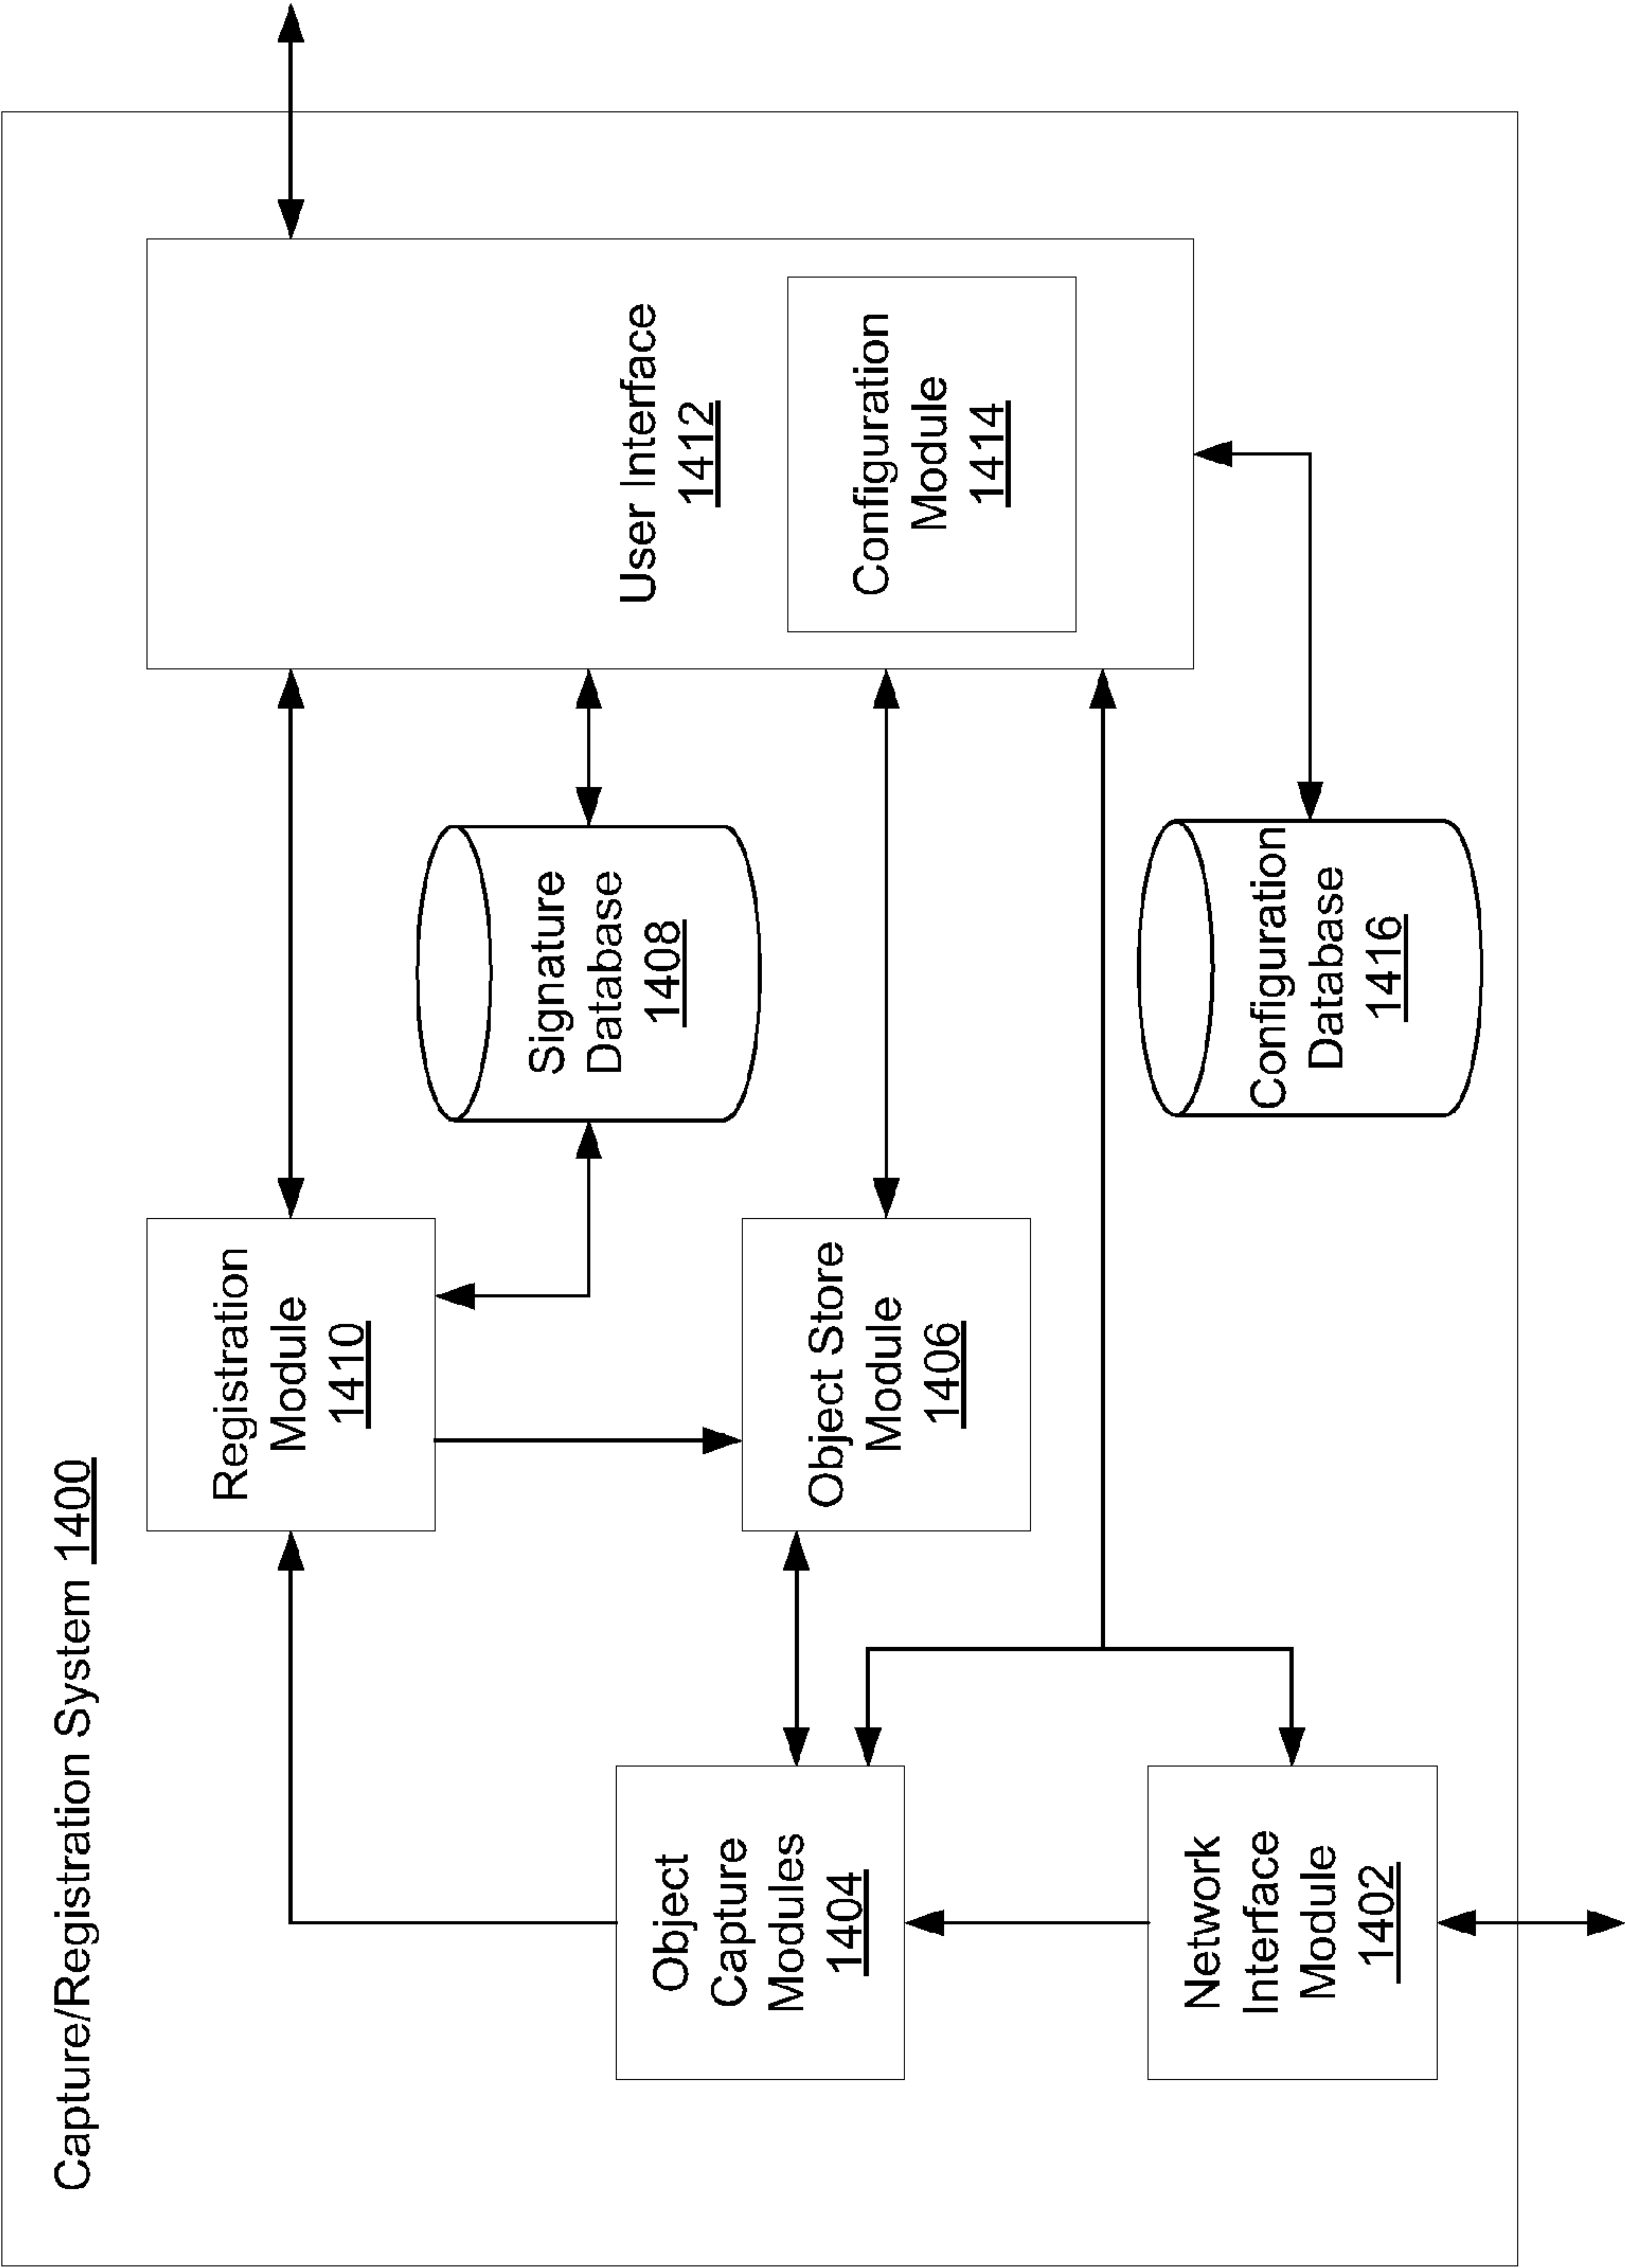 Capture/Registration System 1400
Registration
Module
1410
User Interface
1412
Signature
Database
1408
Object
Capture
Modules
1404
Object Store
Module
1406
Configuration
Module
1414
Network
Interface
Module
1402
Configuration
Database
1416